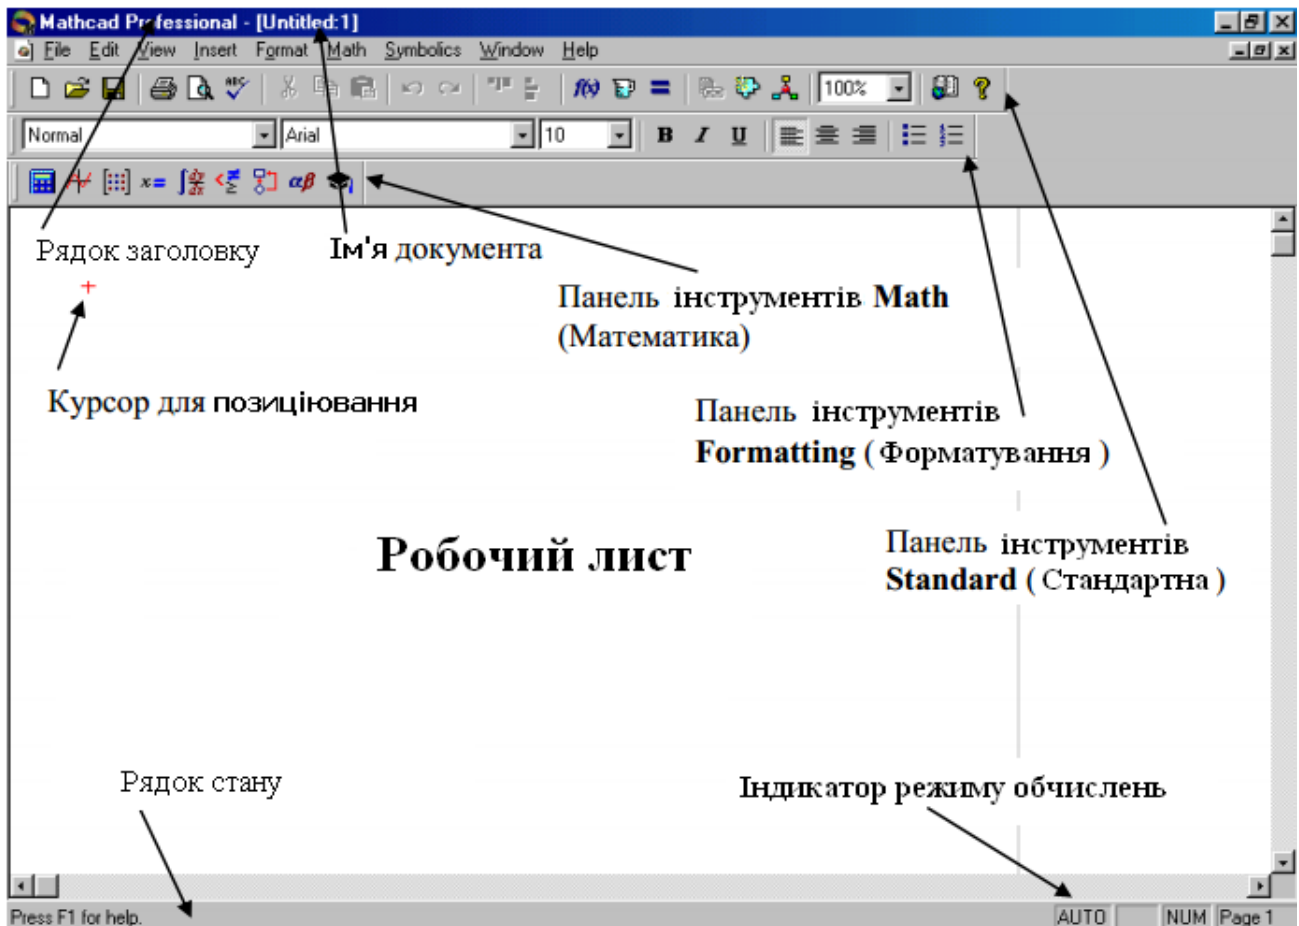 Mathcad Professional - [Untitled:1]
File Edit View Insert Format Math Symbolics Window Help
100%
Normal Arial 10 B I U
Рядок заголовку Ім'я документа
Панель інструментів Math
(Математика)
Курсор для позиціювання
Панель інструментів
Formatting ( Форматування )
Робочий лист
Панель інструментів
Standard ( Стандартна )
Рядок стану
Індикатор режиму обчислень
Press F1 for help. AUTO NUM Page 1